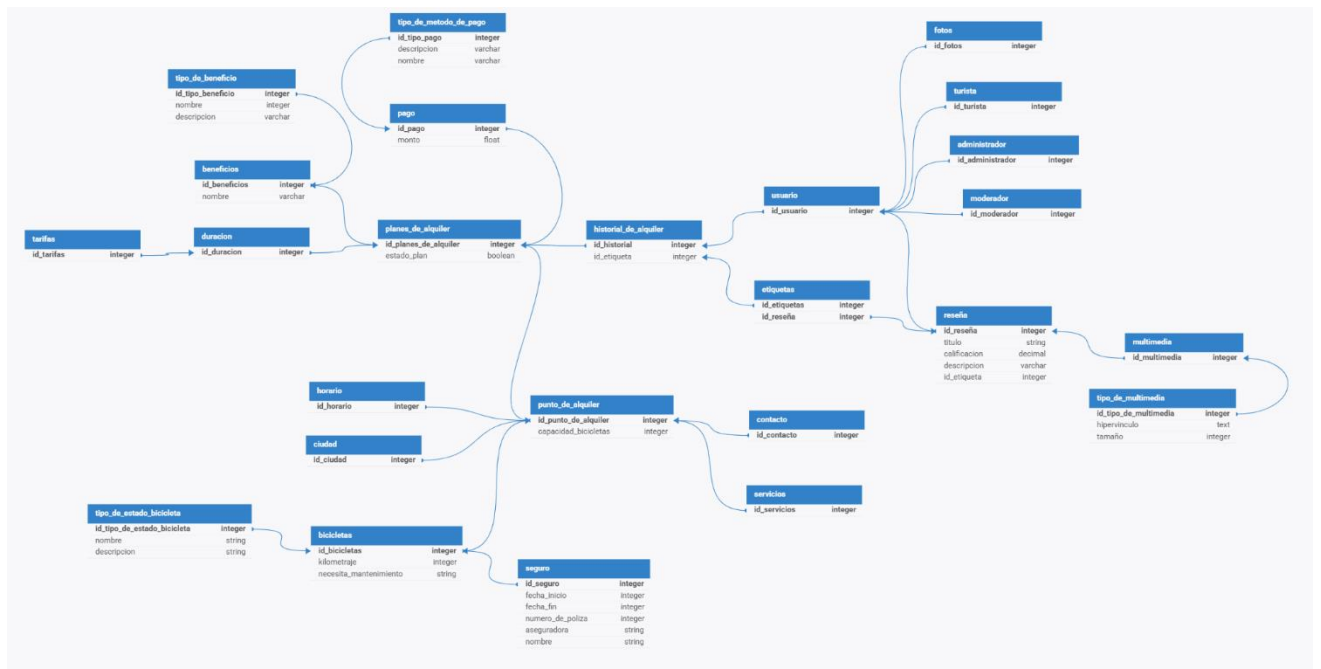 tipo_de_metodo_de_pago
id_tipo_pago integer
descripcion varchar
nombre varchar
fotos
id_fotos integer
tipo_de_beneficio
id_tipo_beneficio integer
nombre integer
descripcion varchar
turista
id_turista integer
pago
id_pago integer
monto float
administrador
id_administrador integer
beneficios
id_beneficios integer
nombre varchar
usuario
id_usuario integer
moderador
id_moderador integer
tarifas
id_tarifas integer
duracion
id_duracion integer
planes_de_alquiler
id_planes_de_alquiler integer
estado_plan boolean
historial_de_alquiler
id_historial integer
id_etiqueta integer
etiquetas
id_etiquetas integer
id_reseña integer
reseña
id_reseña integer
titulo string
calificacion decimal
descripcion varchar
id_etiqueta integer
multimedia
id_multimedia integer
tipo_de_multimedia
id_tipo_de_multimedia integer
hipervinculo text
tamaño integer
horario
id_horario integer
punto_de_alquiler
id_punto_de_alquiler integer
capacidad_bicicletas integer
contacto
id_contacto integer
ciudad
id_ciudad integer
servicios
id_servicios integer
tipo_de_estado_bicicleta
id_tipo_de_estado_bicicleta integer
nombre string
descripcion string
bicicletas
id_bicicletas integer
kilometraje integer
necesita_mantenimiento string
seguro
id_seguro integer
fecha_inicio integer
fecha_fin integer
numero_de_poliza integer
aseguradora string
nombre string